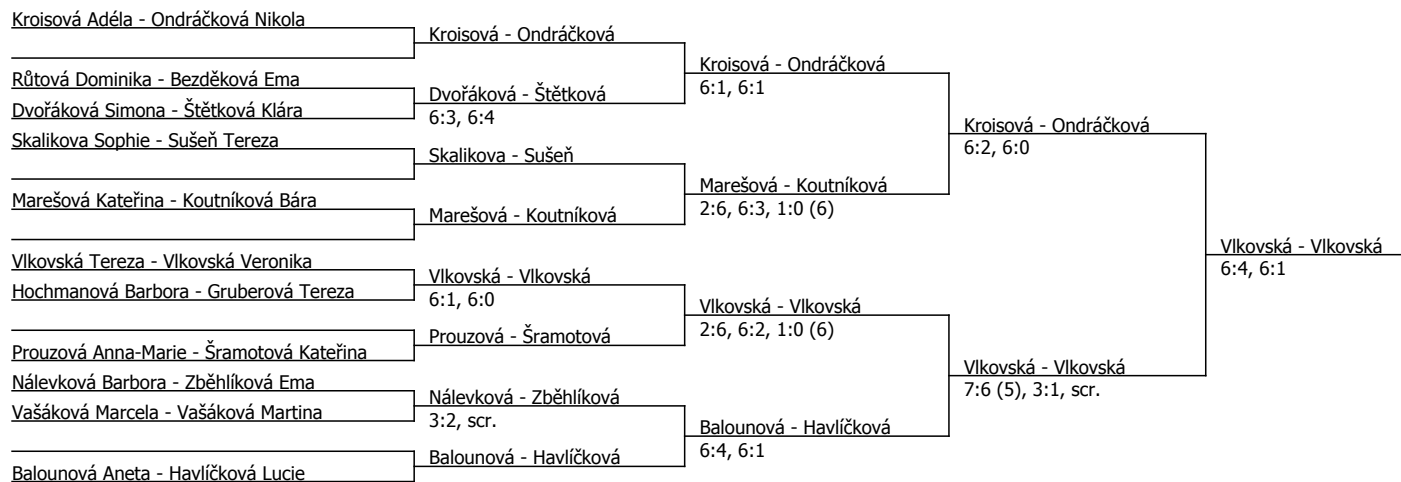 Kroisová Adéla - Ondráčková Nikola
Růtová Dominika - Bezděková Ema
Dvořáková Simona - Štětková Klára
Skalikova Sophie - Sušeň Tereza
Marešová Kateřina - Koutníková Bára
Vlkovská Tereza - Vlkovská Veronika
Hochmanová Barbora - Gruberová Tereza
Prouzová Anna-Marie - Šramotová Kateřina
Nálevková Barbora - Zběhlíková Ema
Vašáková Marcela - Vašáková Martina
Balounová Aneta - Havlíčková Lucie
Kroisová - Ondráčková
Dvořáková - Štětková
6:3, 6:4
Skalikova - Sušeň
Marešová - Koutníková
Vlkovská - Vlkovská
6:1, 6:0
Prouzová - Šramotová
Nálevková - Zběhlíková
3:2, scr.
Balounová - Havlíčková
Kroisová - Ondráčková
6:1, 6:1
Marešová - Koutníková
2:6, 6:3, 1:0 (6)
Vlkovská - Vlkovská
2:6, 6:2, 1:0 (6)
Balounová - Havlíčková
6:4, 6:1
Kroisová - Ondráčková
6:2, 6:0
Vlkovská - Vlkovská
7:6 (5), 3:1, scr.
Vlkovská - Vlkovská
6:4, 6:1